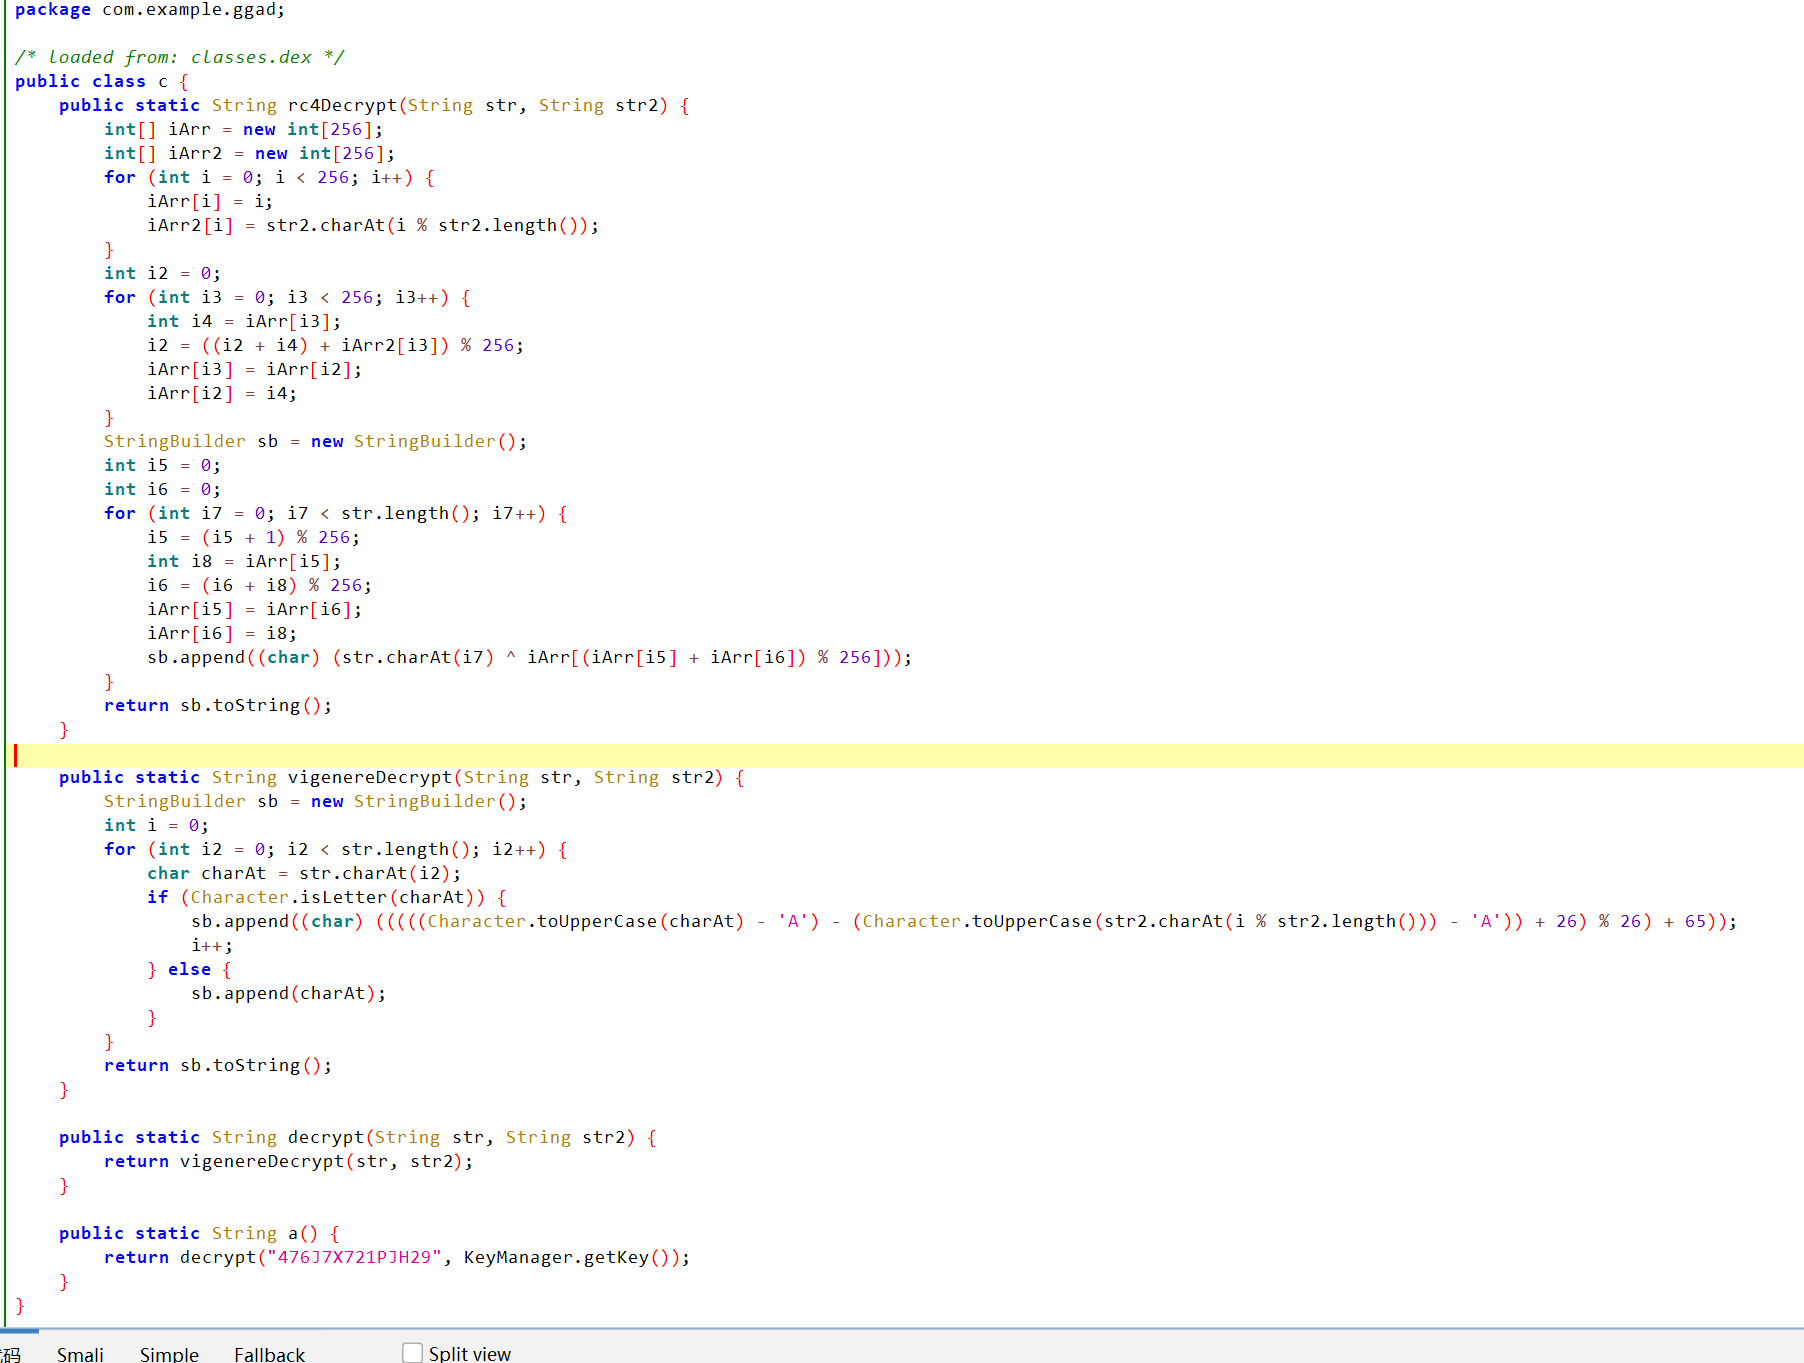 package com.example.ggad;
/* loaded from: classes.dex */
public class c {
public static String rc4Decrypt(String str, String str2) {
int[] iArr = new int[256];
int[] iArr2 = new int[256];
for (int i = 0; i < 256; i++) {
iArr[i] = i;
iArr2[i] = str2.charAt(i % str2.length());
}
int i2 = 0;
for (int i3 = 0; i3 < 256; i3++) {
int i4 = iArr[i3];
i2 = ((i2 + i4) + iArr2[i3]) % 256;
iArr[i3] = iArr[i2];
iArr[i2] = i4;
}
StringBuilder sb = new StringBuilder();
int i5 = 0;
int i6 = 0;
for (int i7 = 0; i7 < str.length(); i7++) {
i5 = (i5 + 1) % 256;
int i8 = iArr[i5];
i6 = (i6 + i8) % 256;
iArr[i5] = iArr[i6];
iArr[i6] = i8;
sb.append((char) (str.charAt(i7) ^ iArr[(iArr[i5] + iArr[i6]) % 256]));
}
return sb.toString();
}
public static String vigenereDecrypt(String str, String str2) {
StringBuilder sb = new StringBuilder();
int i = 0;
for (int i2 = 0; i2 < str.length(); i2++) {
char charAt = str.charAt(i2);
if (Character.isLetter(charAt)) {
sb.append((char) (((((Character.toUpperCase(charAt) - 'A') - (Character.toUpperCase(str2.charAt(i % str2.length())) - 'A')) + 26) % 26) + 65));
i++;
} else {
sb.append(charAt);
}
}
return sb.toString();
}
public static String decrypt(String str, String str2) {
return vigenereDecrypt(str, str2);
}
public static String a() {
return decrypt("476J7X721PJH29", KeyManager.getKey());
}
}
码 Smali Simple Fallback Split view